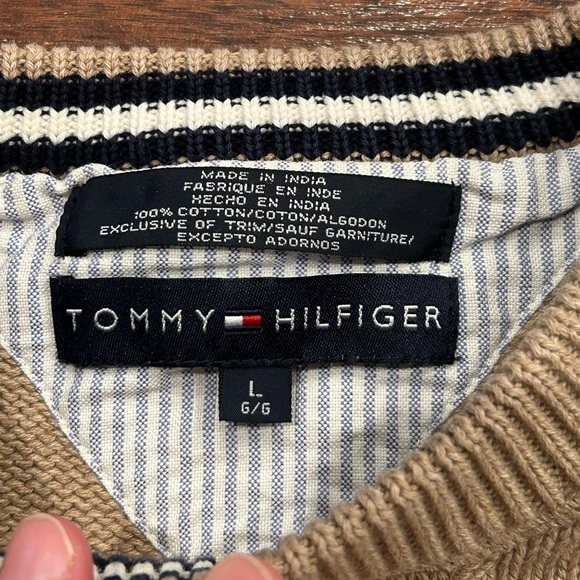 MADE IN INDIA
FABRIQUE EN INDE
HECHO EN INDIA
100% COTTON/COTON/ALGODON
EXCLUSIVE OF TRIM/SAUF GARNITURE/
EXCEPTO ADORNOS
TOMMY HILFIGER
L
G/G